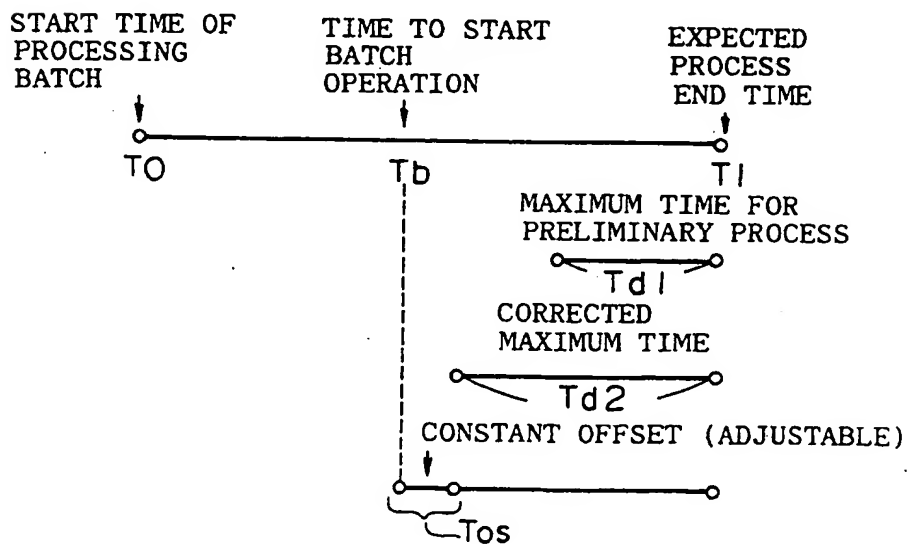 START TIME OF
PROCESSING
BATCH
TIME TO START
BATCH
OPERATION
EXPECTED
PROCESS
END TIME
T0
Tb
T1
MAXIMUM TIME FOR
PRELIMINARY PROCESS
Td1
CORRECTED
MAXIMUM TIME
Td2
CONSTANT OFFSET (ADJUSTABLE)
Tos